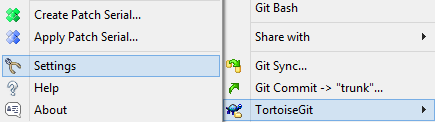 Create Patch Serial...
Apply Patch Serial...
Settings
Help
About
Git Bash
Share with
Git Sync...
Git Commit -> "trunk"...
TortoiseGit